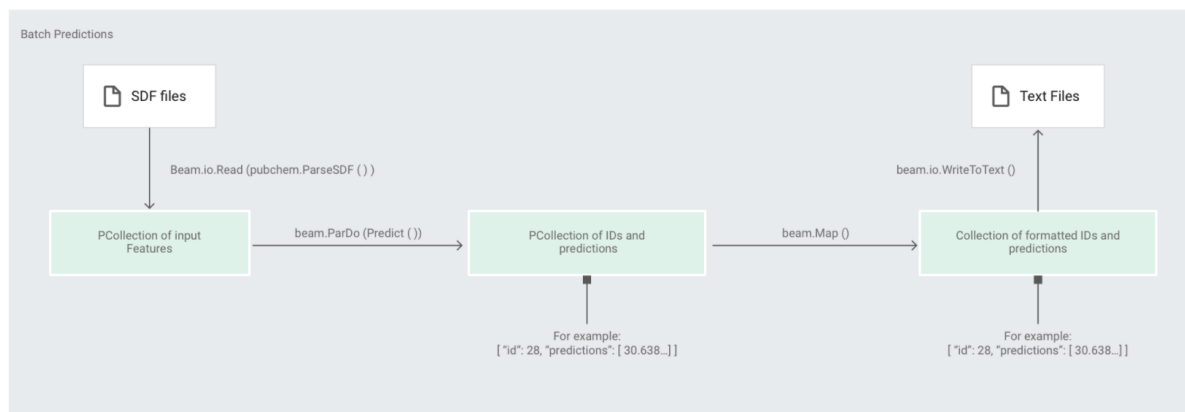 Batch Predictions
SDF files
Text Files
Beam.io.Read (pubchem.ParseSDF ( ) )
beam.io.WriteToText ()
PCollection of input
Features
beam.ParDo (Predict ( ))
PCollection of IDs and
predictions
beam.Map ()
Collection of formatted IDs and
predictions
For example:
[ “id”: 28, “predictions”: [ 30.638...] ]
For example:
[ “id”: 28, “predictions”: [ 30.638...] ]